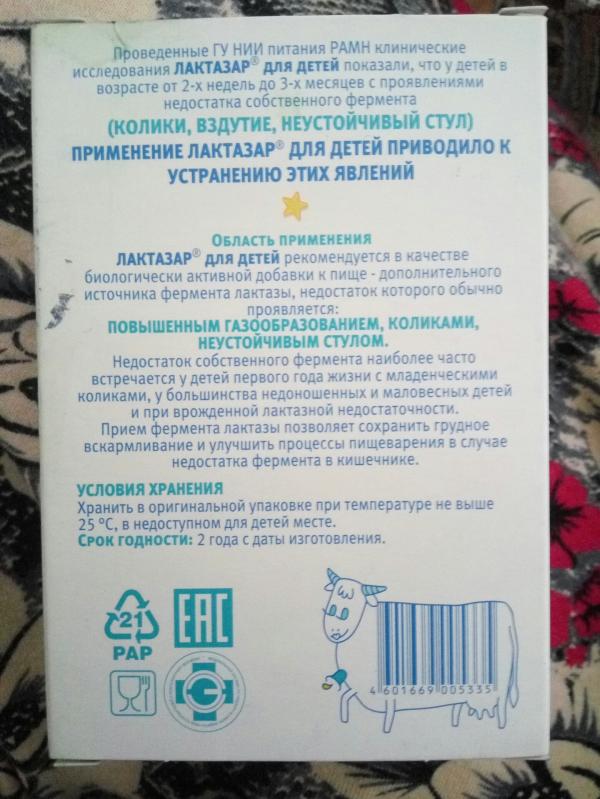 Проведенные ГУ НИИ питания РАМН клинические
исследования ЛАКТАЗАР® ДЛЯ ДЕТЕЙ показали, что у детей в
возрасте от 2-х недель до 3-х месяцев с проявлениями
недостатка собственного фермента
(КОЛИКИ, ВЗДУТИЕ, НЕУСТОЙЧИВЫЙ СТУЛ)
ПРИМЕНЕНИЕ ЛАКТАЗАР® ДЛЯ ДЕТЕЙ ПРИВОДИЛО К
УСТРАНЕНИЮ ЭТИХ ЯВЛЕНИЙ
ОБЛАСТЬ ПРИМЕНЕНИЯ
ЛАКТАЗАР® ДЛЯ ДЕТЕЙ рекомендуется в качестве
биологически активной добавки к пище - дополнительного
источника фермента лактазы, недостаток которого обычно
проявляется:
ПОВЫШЕННЫМ ГАЗООБРАЗОВАНИЕМ, КОЛИКАМИ,
НЕУСТОЙЧИВЫМ СТУЛОМ.
Недостаток собственного фермента наиболее часто
встречается у детей первого года жизни с младенческими
коликами, у большинства недоношенных и маловесных детей
и при врожденной лактазной недостаточности.
Прием фермента лактазы позволяет сохранить грудное
вскармливание и улучшить процессы пищеварения в случае
недостатка фермента в кишечнике.
УСЛОВИЯ ХРАНЕНИЯ
Хранить в оригинальной упаковке при температуре не выше
25 ºС, в недоступном для детей месте.
СРОК ГОДНОСТИ: 2 года с даты изготовления.
21
PAP
EAC
4 601669 005335